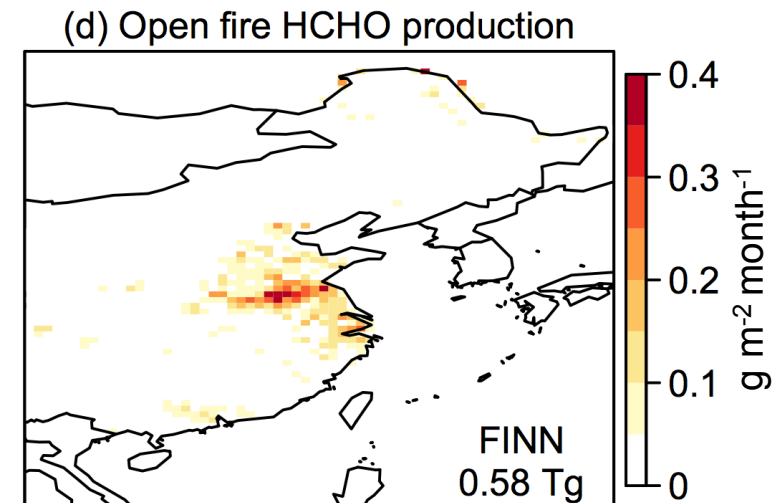 (d) Open fire HCHO production
0.4
0.3
0.2
0.1
0
g m-2 month-1
FINN
0.58 Tg